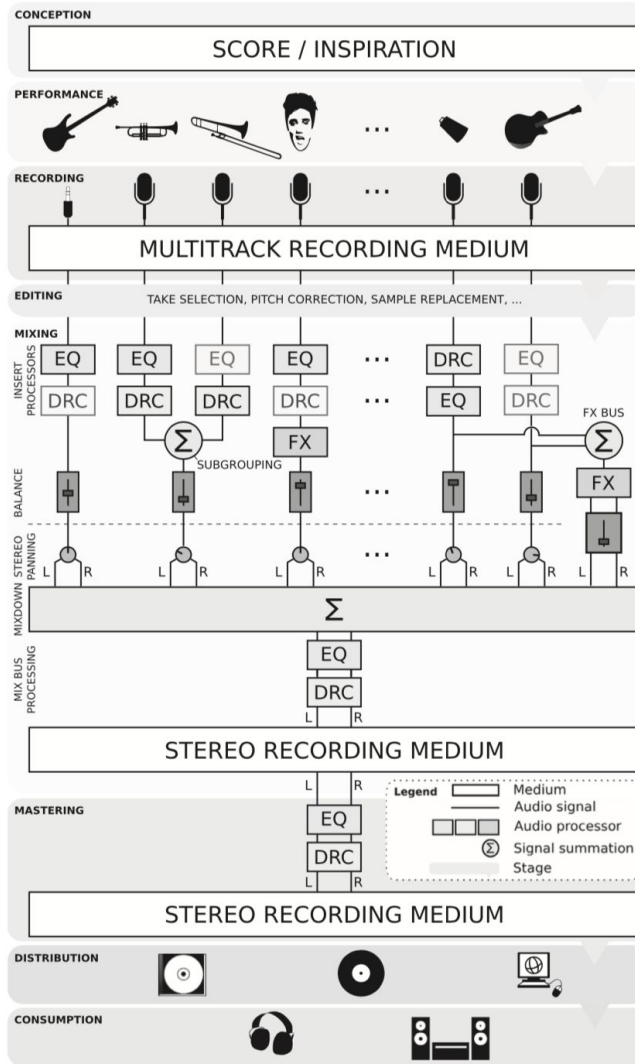 CONCEPTION
SCORE / INSPIRATION
PERFORMANCE
...
RECORDING
...
MULTITRACK RECORDING MEDIUM
EDITING
TAKE SELECTION, PITCH CORRECTION, SAMPLE REPLACEMENT, ...
MIXING
INSERT
PROCESSORS
EQ EQ EQ EQ ... DRC EQ
DRC DRC DRC DRC ... EQ DRC
FX BUS
Σ FX Σ
SUBGROUPING
BALANCE
... FX
STEREO
PANNING
...
L R L R L R L R L R L R
MIXDOWN
Σ
MIX BUS
PROCESSING
EQ
DRC
L R
STEREO RECORDING MEDIUM
L R
Legend
Medium
Audio signal
Audio processor
Σ Signal summation
Stage
MASTERING
EQ
DRC
L R
STEREO RECORDING MEDIUM
DISTRIBUTION
CONSUMPTION